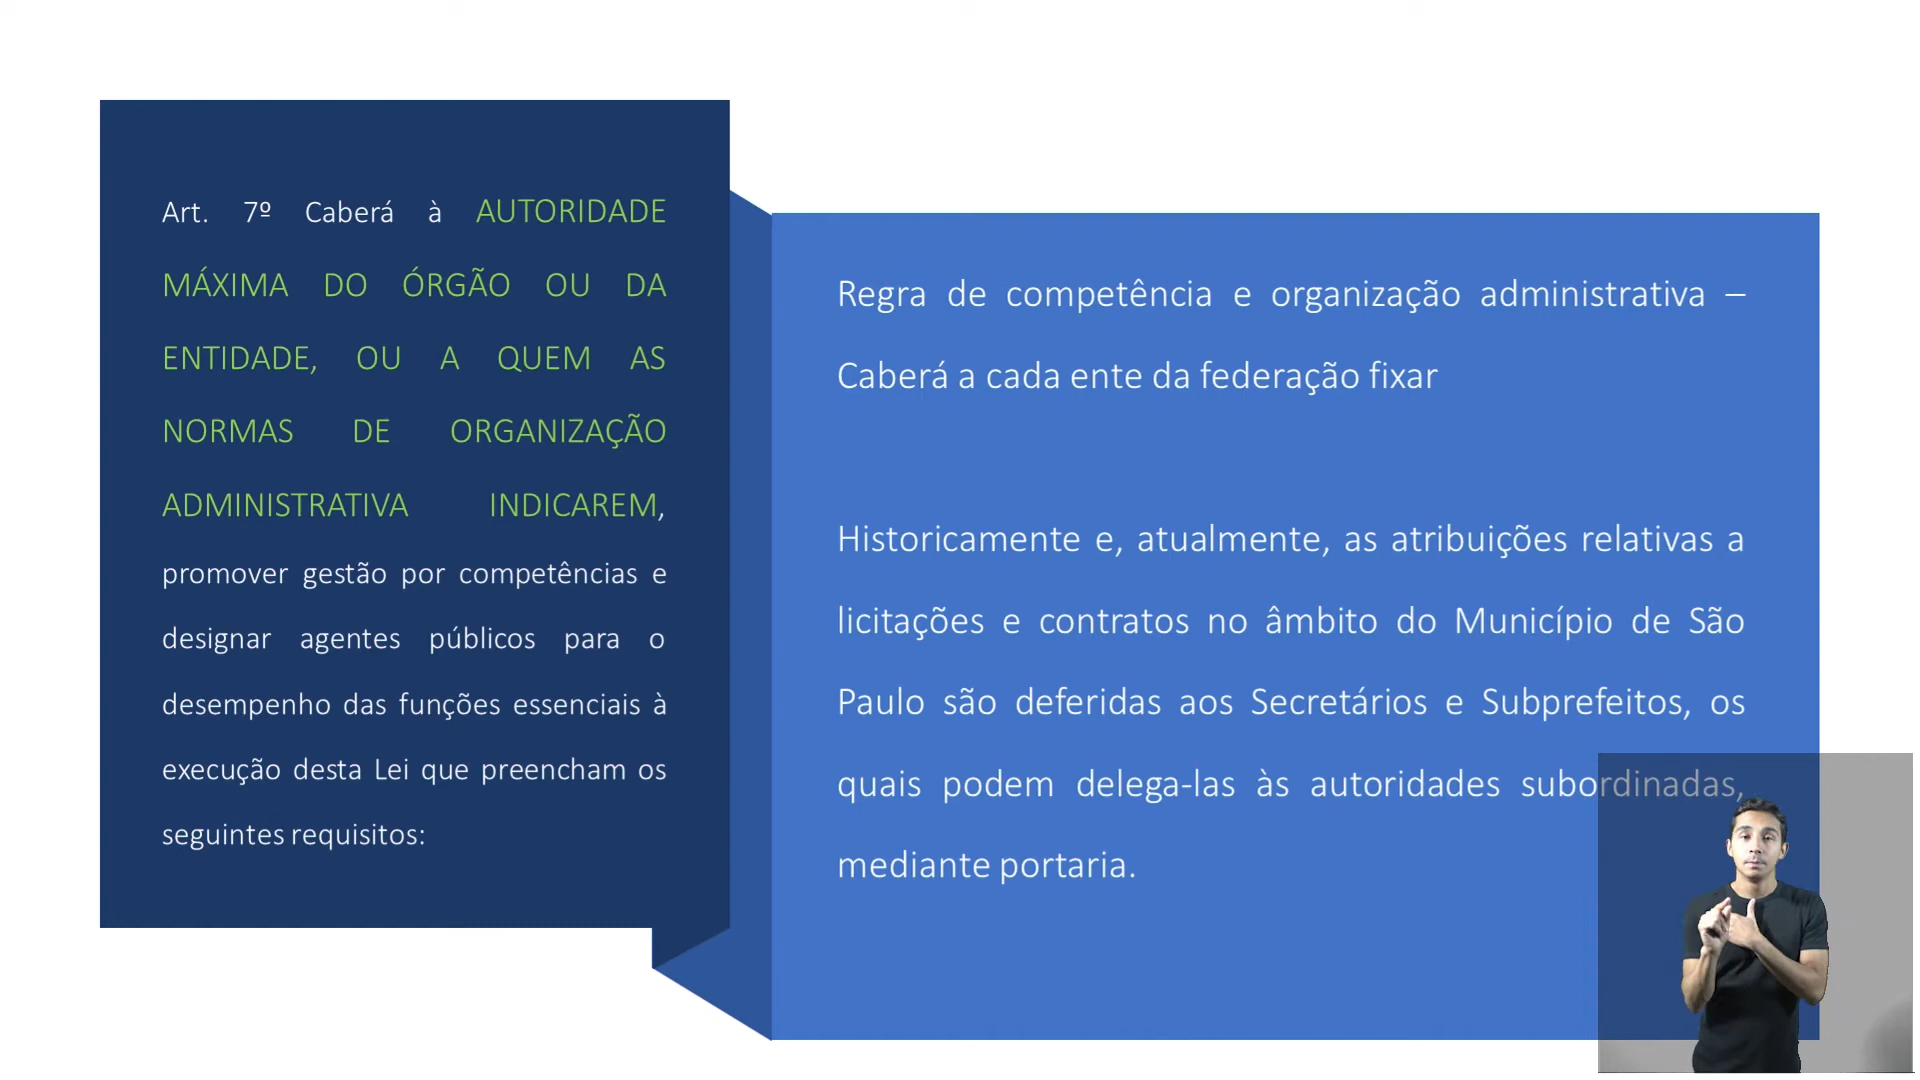 Art. 7º Caberá à AUTORIDADE
MÁXIMA DO ÓRGÃO OU DA
ENTIDADE, OU A QUEM AS
NORMAS DE ORGANIZAÇÃO
ADMINISTRATIVA INDICAREM,
promover gestão por competências e
designar agentes públicos para o
desempenho das funções essenciais à
execução desta Lei que preencham os
seguintes requisitos:
Regra de competência e organização administrativa –
Caberá a cada ente da federação fixar
Historicamente e, atualmente, as atribuições relativas a
licitações e contratos no âmbito do Município de São
Paulo são deferidas aos Secretários e Subprefeitos, os
quais podem delega-las às autoridades subordinadas,
mediante portaria.